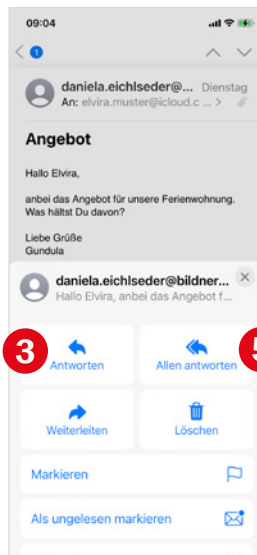 09:04
1
daniela.eichlseder@... Dienstag
An: elvira.muster@icloud.c ... >
Angebot
Hallo Elvira,
anbei das Angebot für unsere Ferienwohnung.
Was hältst Du davon?
Liebe Grüße
Gundula
daniela.eichlseder@bildner...
Hallo Elvira, anbei das Angebot f...
3
Antworten
Allen antworten
5
Weiterleiten
Löschen
Markieren
Als ungelesen markieren